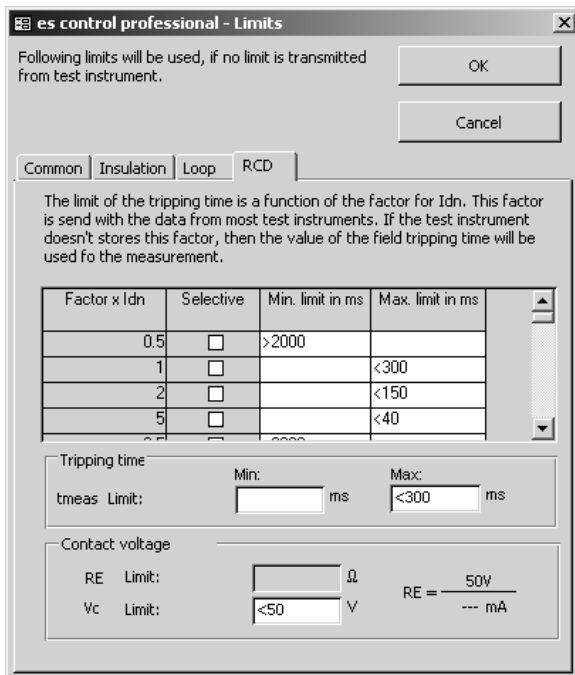 es control professional - Limits
Following limits will be used, if no limit is transmitted
from test instrument.
OK
Cancel
Common Insulation Loop RCD
The limit of the tripping time is a function of the factor for Idn. This factor
is send with the data from most test instruments. If the test instrument
doesn't stores this factor, then the value of the field tripping time will be
used fo the measurement.
Factor x Idn Selective Min. limit in ms Max. limit in ms
0.5 >2000
1 <300
2 <150
5 <40
Tripping time
Min: Max:
tmeas Limit: ms <300 ms
Contact voltage
RE Limit: Ω RE = 50V
--- mA
Vc Limit: <50 V